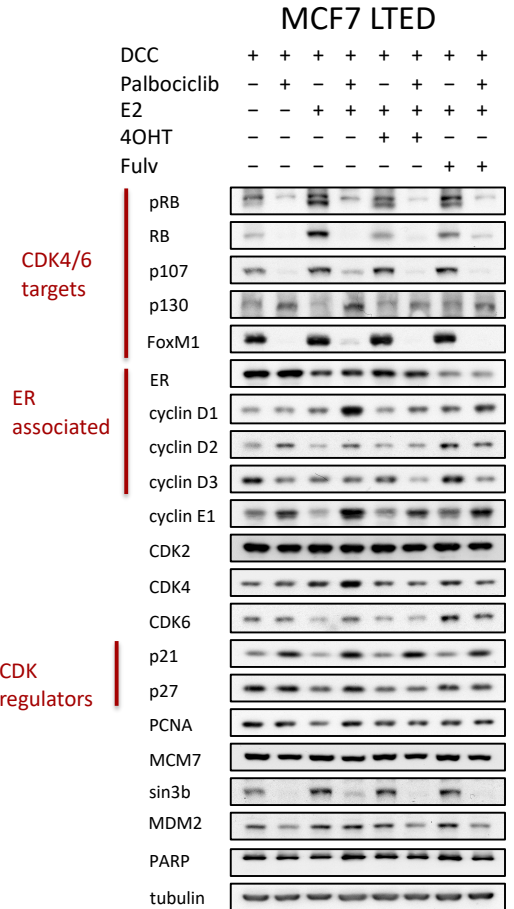 MCF7 LTED
DCC + + + + + + + +
Palbociclib – + – + – + – +
E2 – – + + + + + +
4OHT – – – – + + – –
Fulv – – – – – – + +
CDK4/6
targets
pRB
RB
p107
p130
FoxM1
ER
associated
ER
cyclin D1
cyclin D2
cyclin D3
cyclin E1
CDK2
CDK4
CDK6
CDK
regulators
p21
p27
PCNA
MCM7
sin3b
MDM2
PARP
tubulin